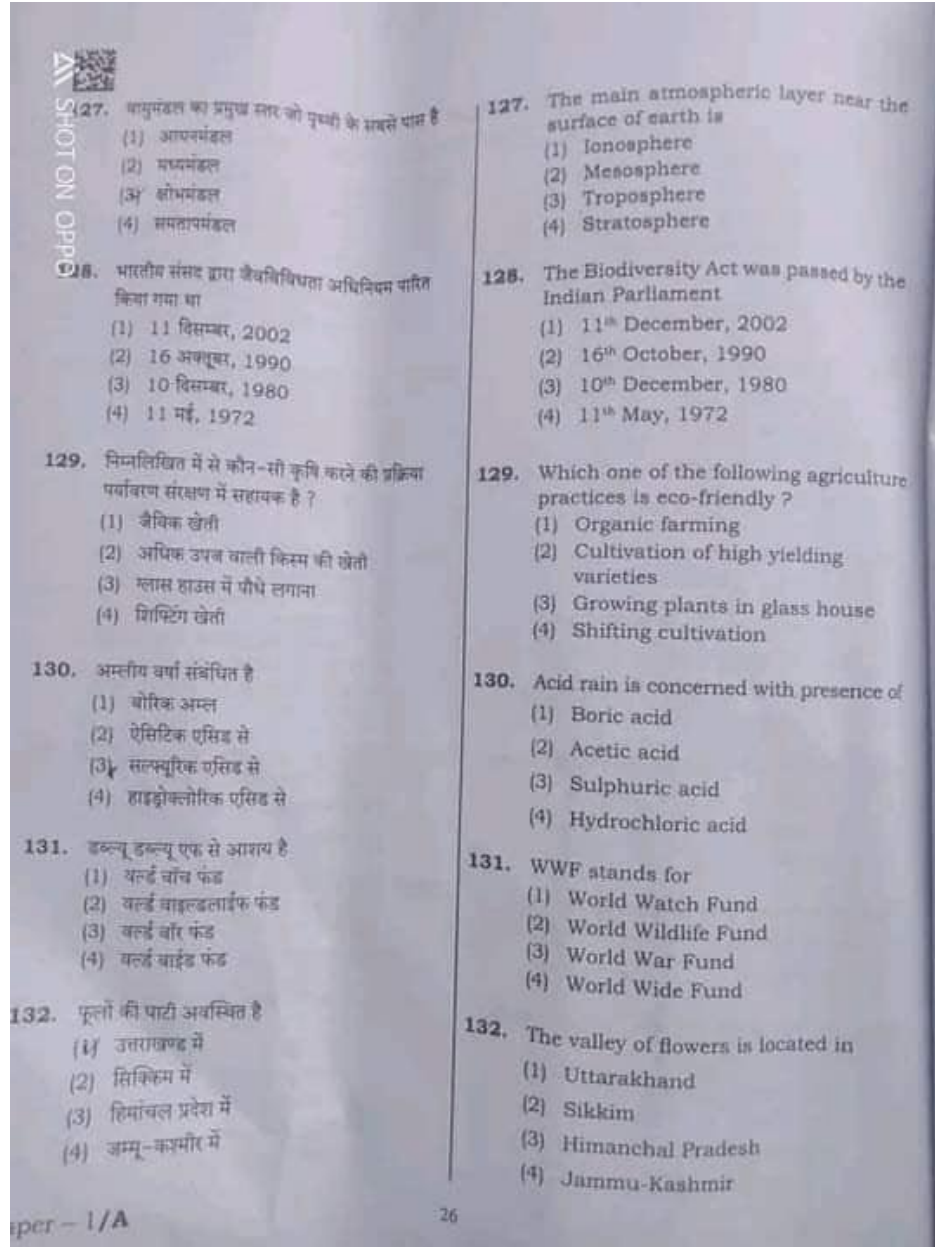 SHOT ON OPPO
127. वायुमंडल का प्रमुख स्तर जो पृथ्वी के सबसे पास है
(1) आयनमंडल
(2) मध्यमंडल
(3) क्षोभमंडल
(4) समतापमंडल
128. भारतीय संसद द्वारा जैवविविधता अधिनियम पारित
किया गया था
(1) 11 दिसम्बर, 2002
(2) 16 अक्तूबर, 1990
(3) 10 दिसम्बर, 1980
(4) 11 मई, 1972
129. निम्नलिखित में से कौन-सी कृषि करने की प्रक्रिया
पर्यावरण संरक्षण में सहायक है ?
(1) जैविक खेती
(2) अधिक उपज वाली किस्म की खेती
(3) ग्लास हाउस में पौधे लगाना
(4) शिफ्टिंग खेती
130. अम्लीय वर्षा संबंधित है
(1) बोरिक अम्ल
(2) ऐसिटिक एसिड से
(3) सल्फ्यूरिक एसिड से
(4) हाइड्रोक्लोरिक एसिड से
131. डब्ल्यू डब्ल्यू एफ से आशय है
(1) वर्ल्ड वॉच फंड
(2) वर्ल्ड वाइल्डलाईफ फंड
(3) वर्ल्ड वॉर फंड
(4) वर्ल्ड वाईड फंड
132. फूलों की घाटी अवस्थित है
(1) उत्तराखण्ड में
(2) सिक्किम में
(3) हिमांचल प्रदेश में
(4) जम्मू-कश्मीर में
127. The main atmospheric layer near the
surface of earth is
(1) Ionosphere
(2) Mesosphere
(3) Troposphere
(4) Stratosphere
128. The Biodiversity Act was passed by the
Indian Parliament
(1) 11th December, 2002
(2) 16th October, 1990
(3) 10th December, 1980
(4) 11th May, 1972
129. Which one of the following agriculture
practices is eco-friendly ?
(1) Organic farming
(2) Cultivation of high yielding
varieties
(3) Growing plants in glass house
(4) Shifting cultivation
130. Acid rain is concerned with presence of
(1) Boric acid
(2) Acetic acid
(3) Sulphuric acid
(4) Hydrochloric acid
131. WWF stands for
(1) World Watch Fund
(2) World Wildlife Fund
(3) World War Fund
(4) World Wide Fund
132. The valley of flowers is located in
(1) Uttarakhand
(2) Sikkim
(3) Himanchal Pradesh
(4) Jammu-Kashmir
per – 1/A
26